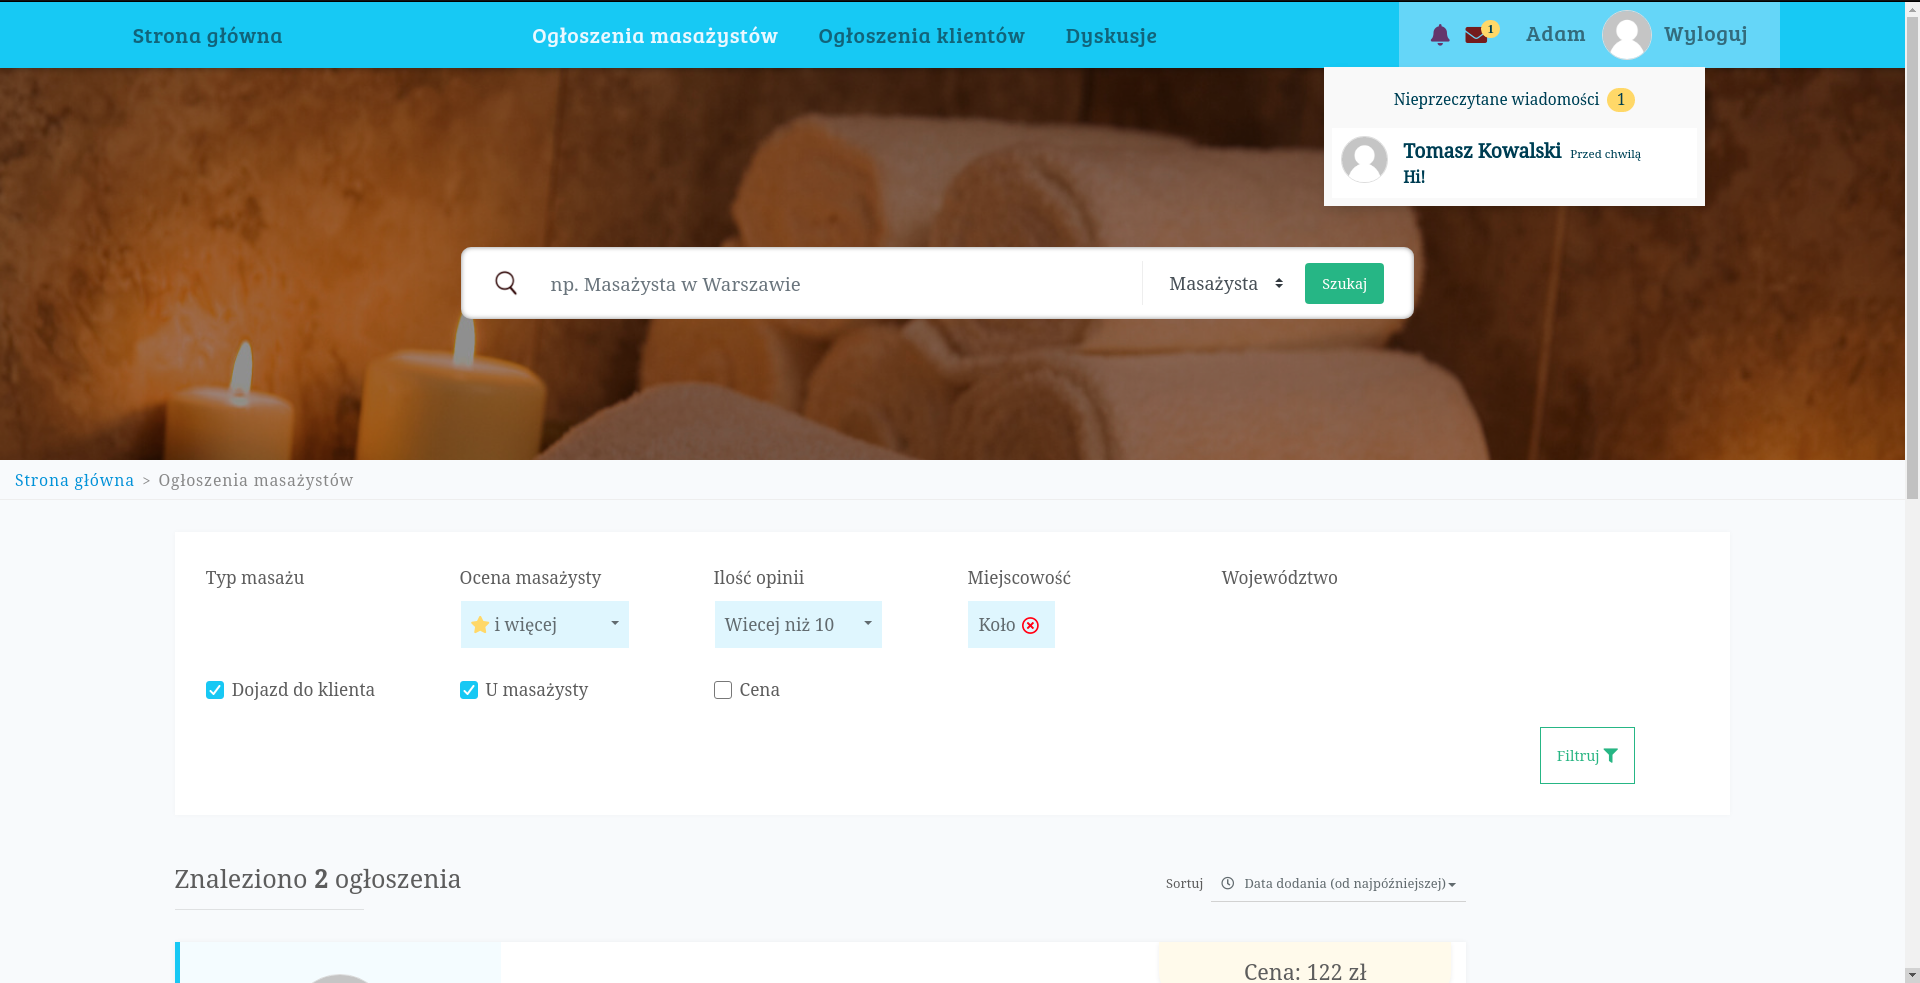 Strona główna
Ogłoszenia masażystów
Ogłoszenia klientów
Dyskusje
1
Adam
Wyloguj
Nieprzeczytane wiadomości 1
Tomasz Kowalski Przed chwilą
Hi!
np. Masażysta w Warszawie
Masażysta
Szukaj
Strona główna > Ogłoszenia masażystów
Typ masażu
Ocena masażysty
Ilość opinii
Miejscowość
Województwo
i więcej
Wiecej niż 10
Koło
Dojazd do klienta
U masażysty
Cena
Filtruj
Znaleziono 2 ogłoszenia
Sortuj
Data dodania (od najpóźniejszej)
Cena: 122 zł